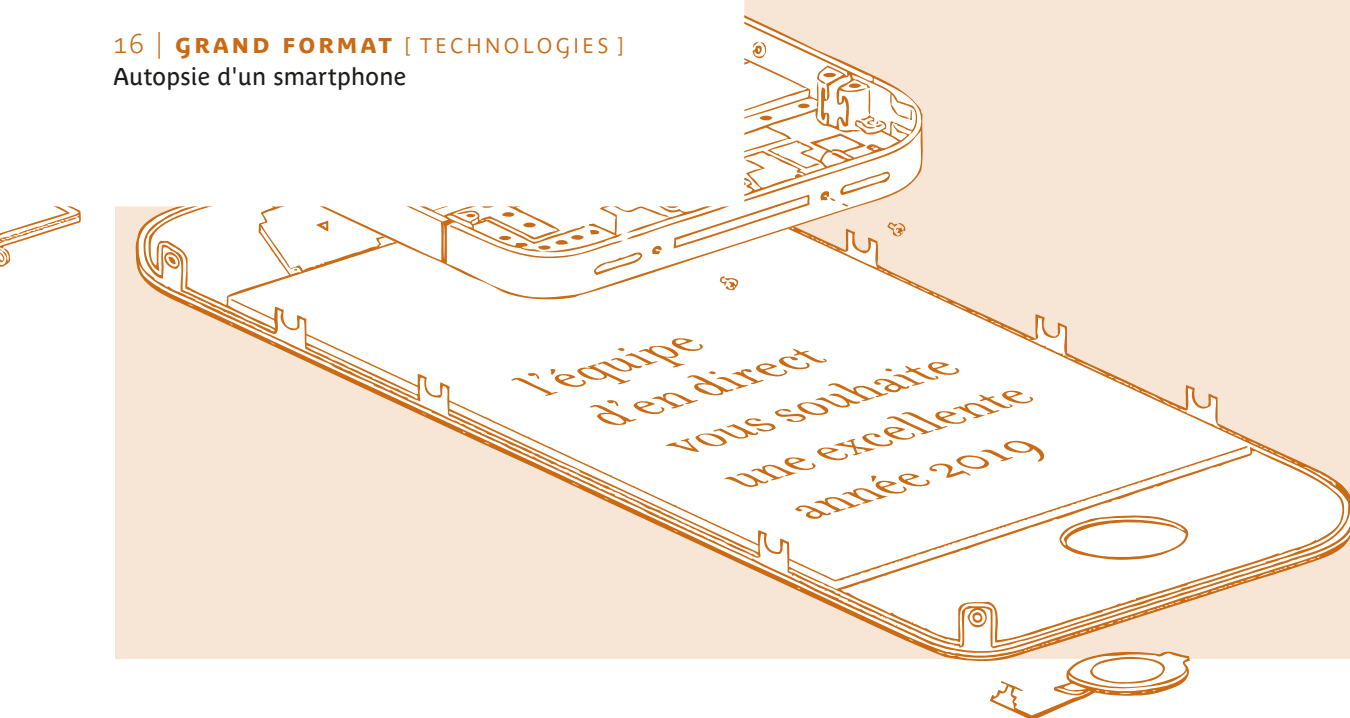 16 | GRAND FORMAT [ TECHNOLOGIES ]
Autopsie d'un smartphone
l'équipe
d'en direct
vous souhaite
une excellente
année 2019